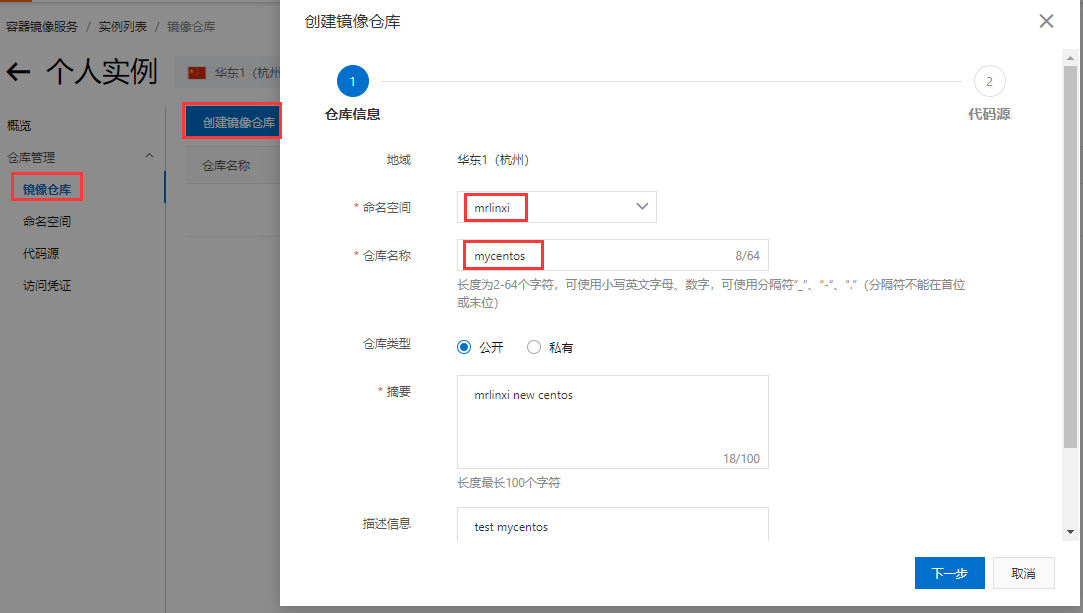 容器镜像服务 / 实例列表 / 镜像仓库
个人实例
华东1（杭州
概览
仓库管理
镜像仓库
命名空间
代码源
访问凭证
创建镜像仓库
仓库名称
创建镜像仓库
1
2
仓库信息
代码源
地域 华东1（杭州）
* 命名空间 mrlinxi
* 仓库名称 mycentos 8/64
长度为2-64个字符，可使用小写英文字母、数字，可使用分隔符“_”、“-”、“.”（分隔符不能在首位
或末位）
仓库类型 公开 私有
* 摘要 mrlinxi new centos
18/100
长度最长100个字符
描述信息 test mycentos
下一步 取消